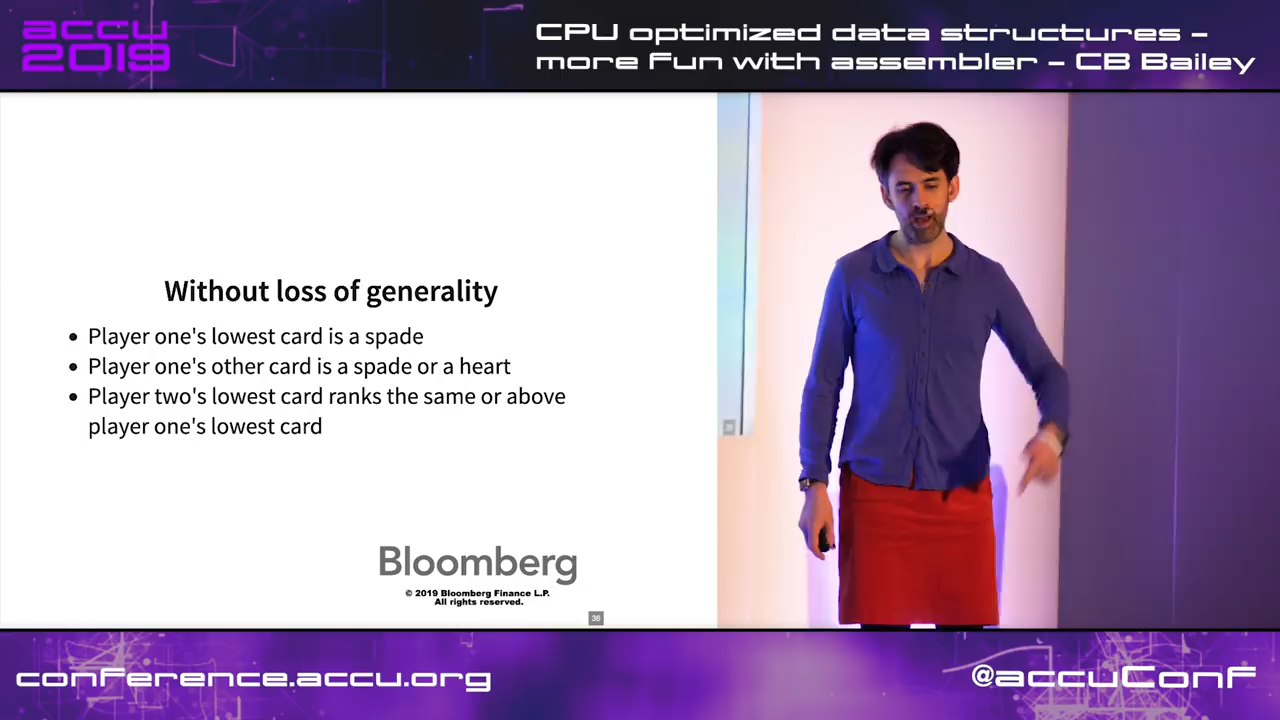 accu
2019
CPU optimized data structures –
more fun with assembler – CB Bailey
Without loss of generality
• Player one's lowest card is a spade
• Player one's other card is a spade or a heart
• Player two's lowest card ranks the same or above
player one's lowest card
Bloomberg
© 2019 Bloomberg Finance L.P.
All rights reserved.
36
conference.accu.org
@accuConf